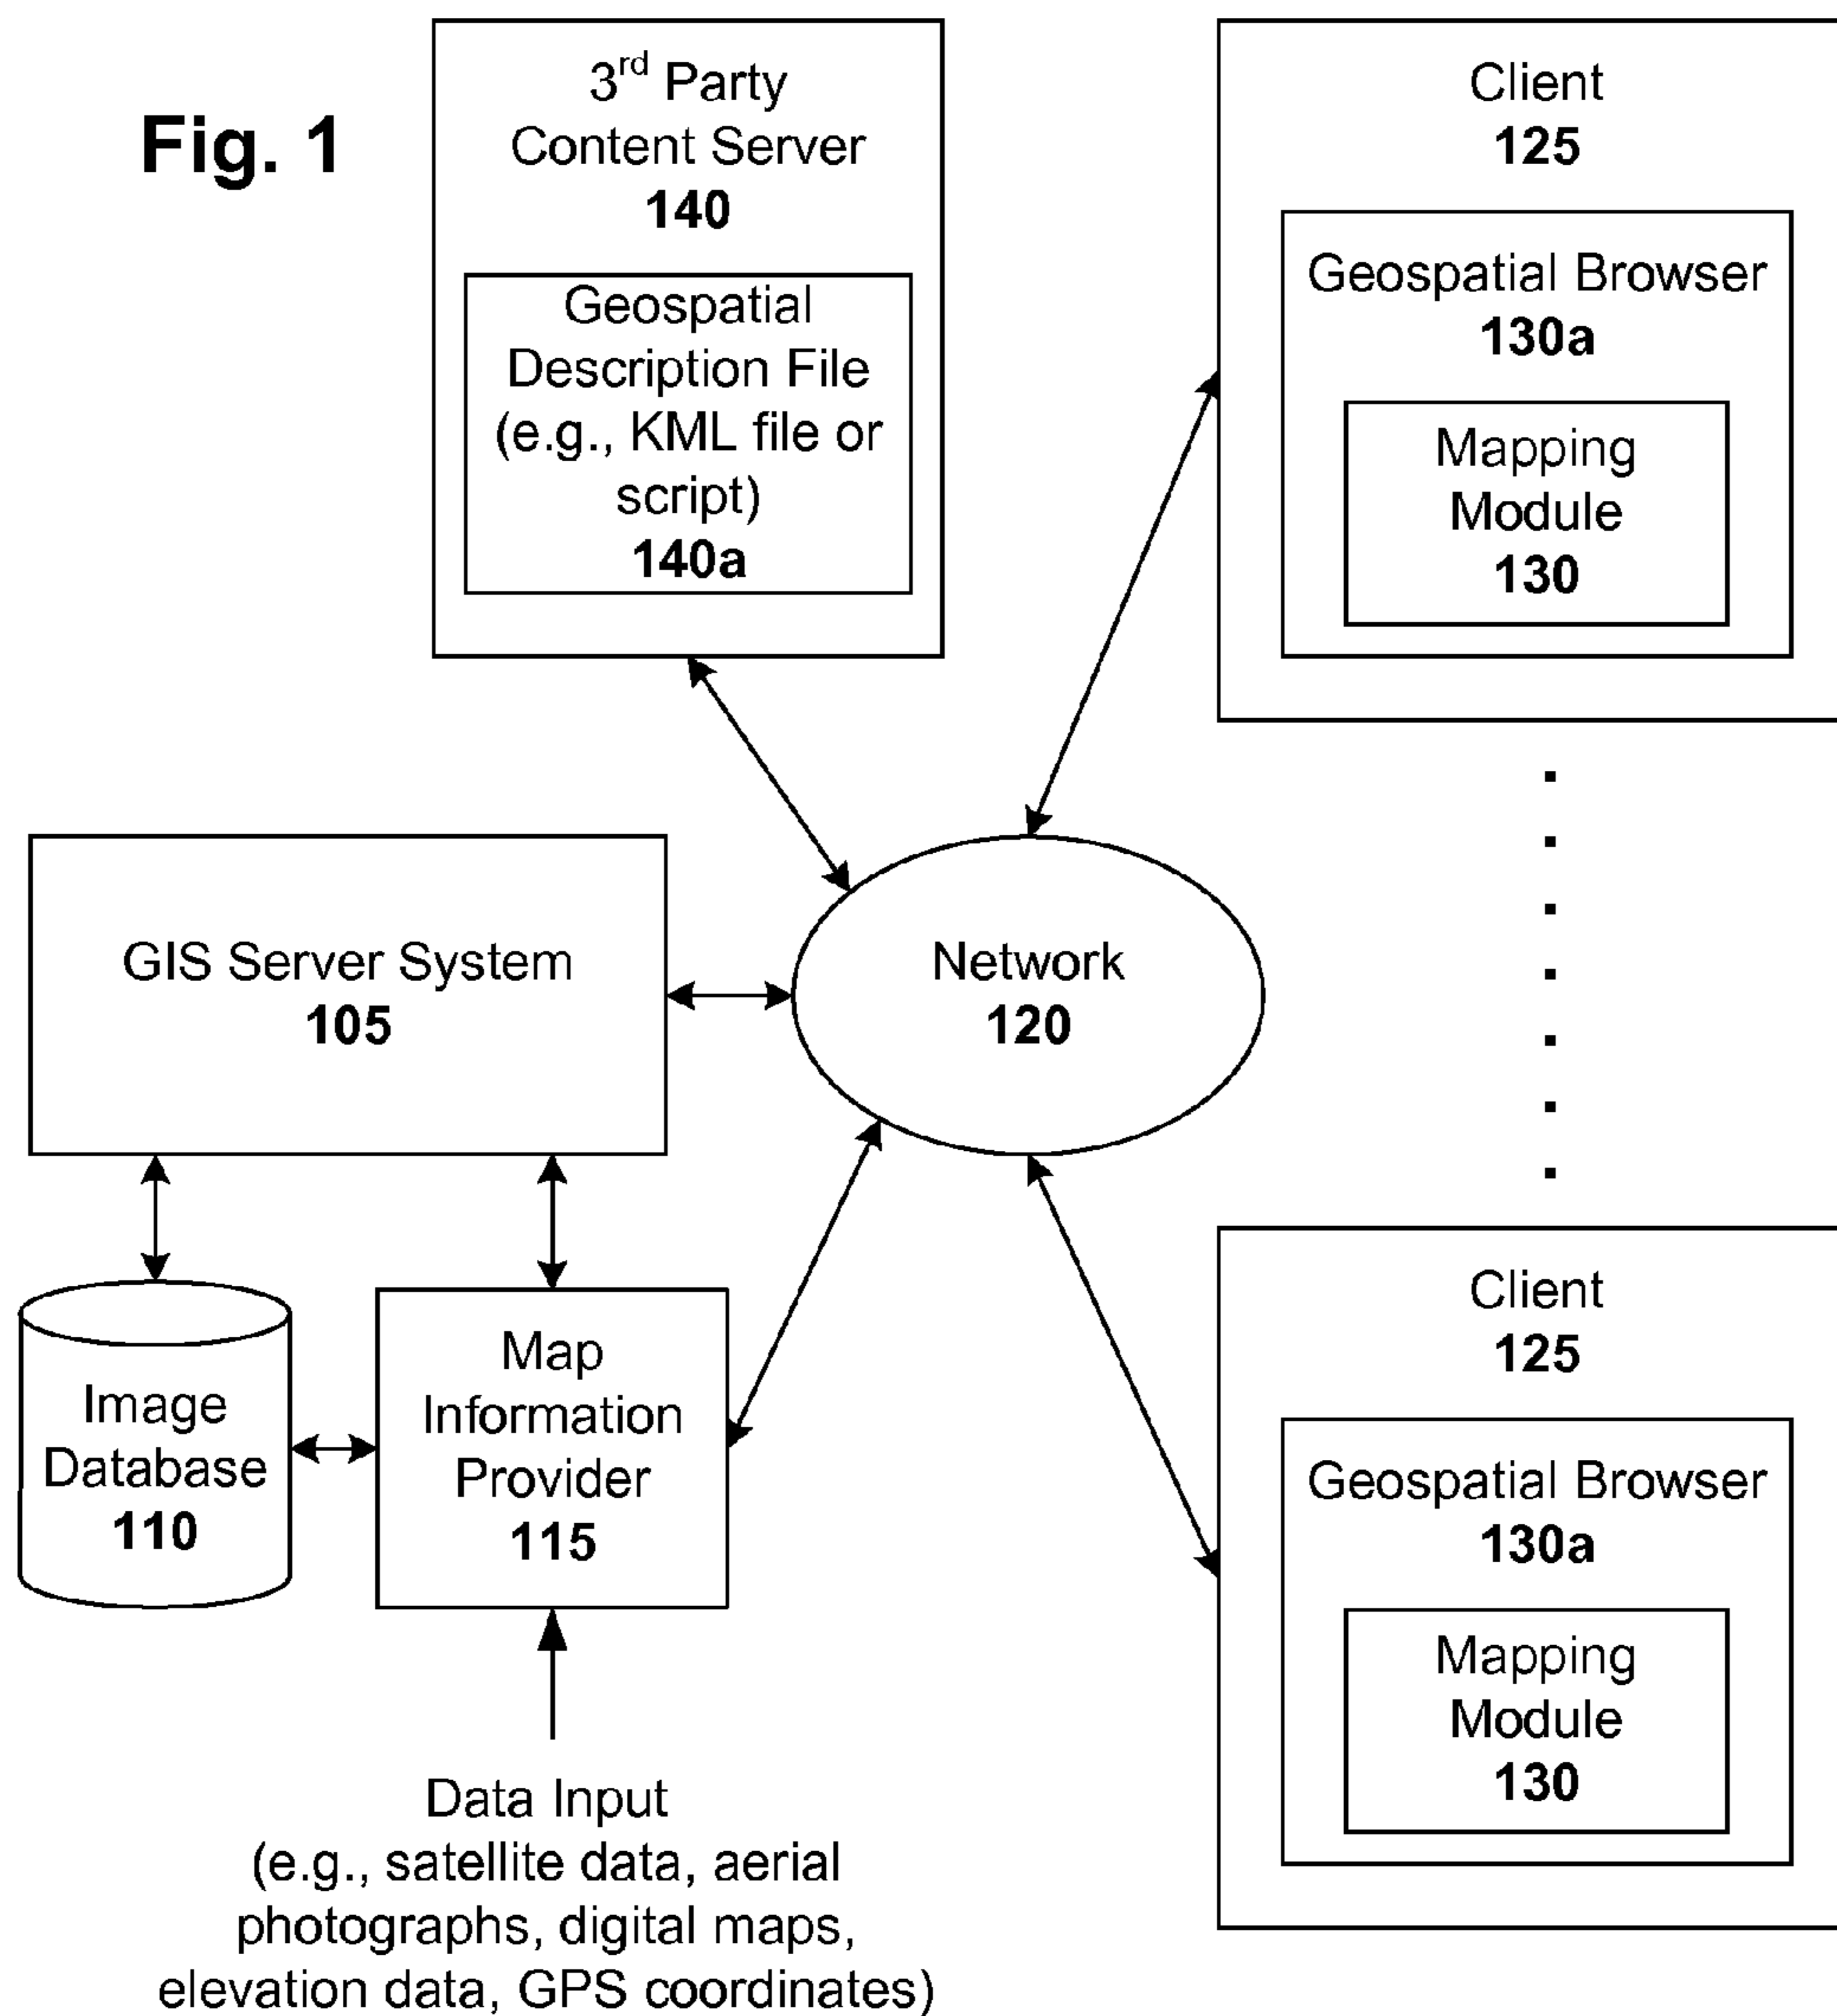 Fig. 1
3rd Party
Content Server
140
Geospatial
Description File
(e.g., KML file or
script)
140a
Client
125
Geospatial Browser
130a
Mapping
Module
130
GIS Server System
105
Network
120
Image
Database
110
Map
Information
Provider
115
Client
125
Geospatial Browser
130a
Mapping
Module
130
Data Input
(e.g., satellite data, aerial
photographs, digital maps,
elevation data, GPS coordinates)